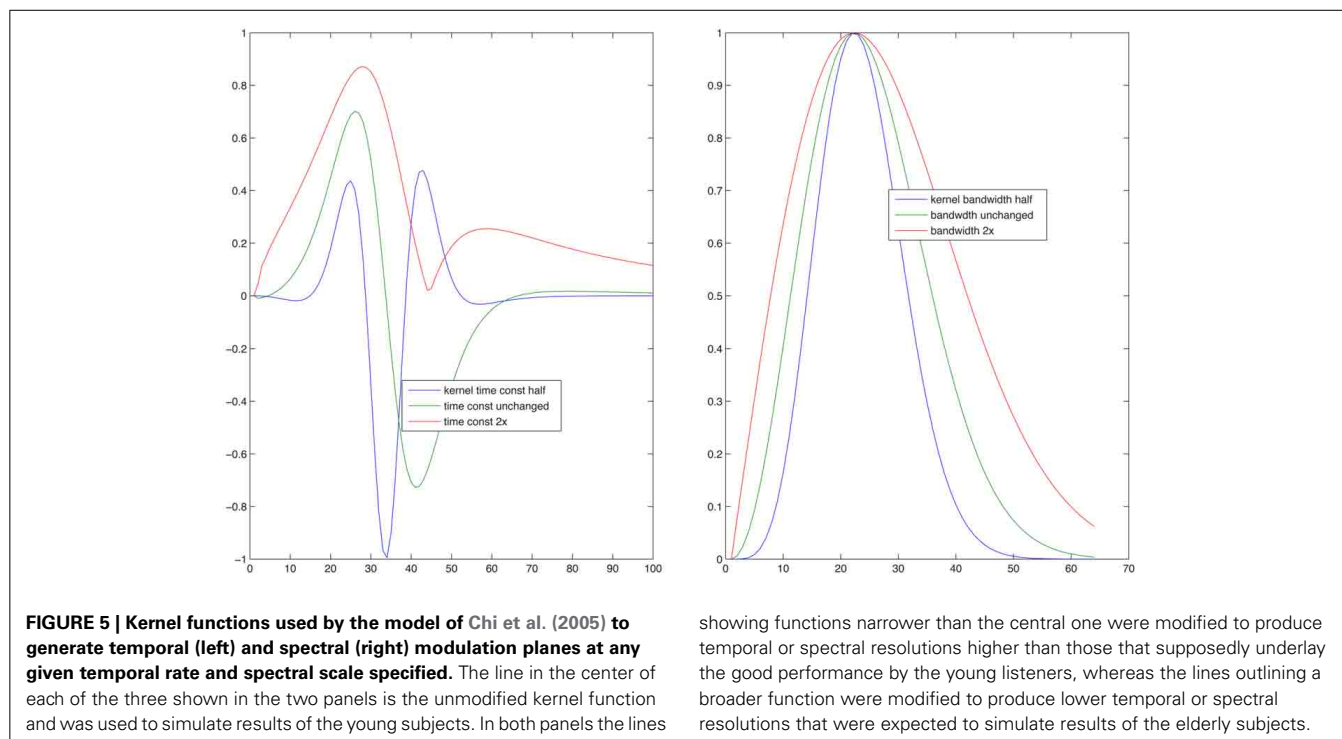 1
0.8
0.6
0.4
0.2
0
−0.2
−0.4
−0.6
−0.8
−1
0 10 20 30 40 50 60 70 80 90 100
kernel time const half
time const unchanged
time const 2x
1
0.9
0.8
0.7
0.6
0.5
0.4
0.3
0.2
0.1
0
0 10 20 30 40 50 60 70
kernel bandwidth half
bandwdth unchanged
bandwidth 2x
FIGURE 5 | Kernel functions used by the model of Chi et al. (2005) to
generate temporal (left) and spectral (right) modulation planes at any
given temporal rate and spectral scale specified. The line in the center of
each of the three shown in the two panels is the unmodified kernel function
and was used to simulate results of the young subjects. In both panels the lines
showing functions narrower than the central one were modified to produce
temporal or spectral resolutions higher than those that supposedly underlay
the good performance by the young listeners, whereas the lines outlining a
broader function were modified to produce lower temporal or spectral
resolutions that were expected to simulate results of the elderly subjects.